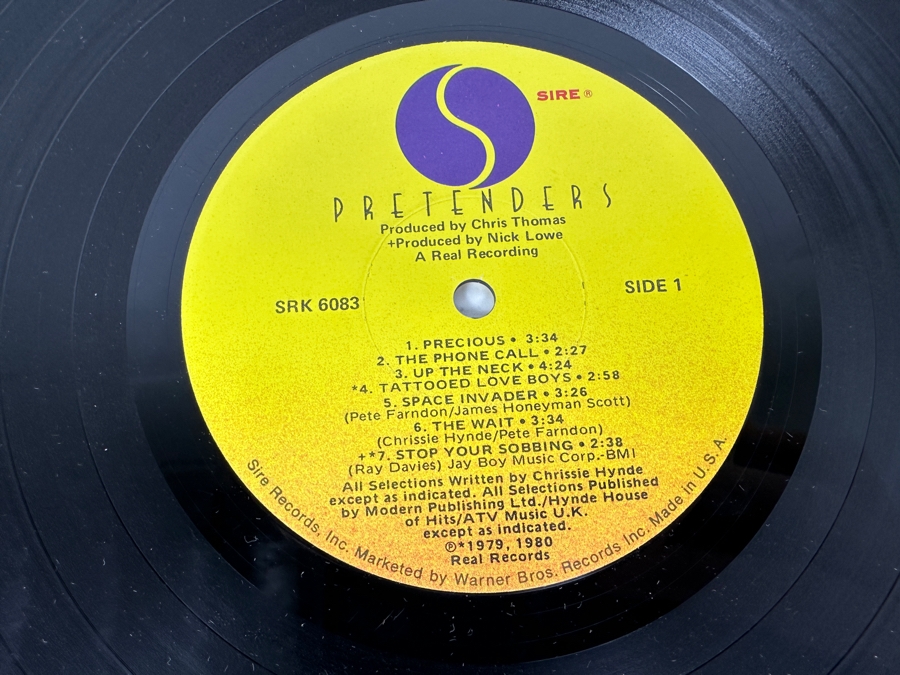 SIRE ®
PRETENDERS
Produced by Chris Thomas
+Produced by Nick Lowe
A Real Recording
SRK 6083
SIDE 1
1. PRECIOUS • 3:34
2. THE PHONE CALL • 2:27
3. UP THE NECK • 4:24
*4. TATTOOED LOVE BOYS • 2:58
5. SPACE INVADER • 3:26
(Pete Farndon/James Honeyman Scott)
6. THE WAIT • 3:34
(Chrissie Hynde/Pete Farndon)
+*7. STOP YOUR SOBBING • 2:38
(Ray Davies) Jay Boy Music Corp.-BMI
All Selections Written by Chrissie Hynde
except as indicated. All Selections Published
by Modern Publishing Ltd./Hynde House
of Hits/ATV Music U.K.
except as indicated.
℗*1979, 1980
Real Records
Sire Records, Inc. Marketed by Warner Bros. Records Inc. Made in U.S.A.